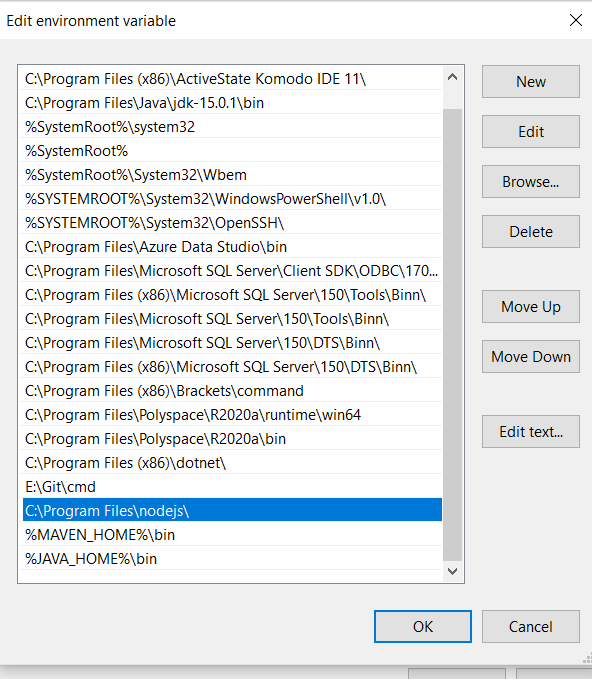 Edit environment variable
C:\Program Files (x86)\ActiveState Komodo IDE 11\
C:\Program Files\Java\jdk-15.0.1\bin
%SystemRoot%\system32
%SystemRoot%
%SystemRoot%\System32\Wbem
%SYSTEMROOT%\System32\WindowsPowerShell\v1.0\
%SYSTEMROOT%\System32\OpenSSH\
C:\Program Files\Azure Data Studio\bin
C:\Program Files\Microsoft SQL Server\Client SDK\ODBC\170...
C:\Program Files (x86)\Microsoft SQL Server\150\Tools\Binn\
C:\Program Files\Microsoft SQL Server\150\Tools\Binn\
C:\Program Files\Microsoft SQL Server\150\DTS\Binn\
C:\Program Files (x86)\Microsoft SQL Server\150\DTS\Binn\
C:\Program Files (x86)\Brackets\command
C:\Program Files\Polyspace\R2020a\runtime\win64
C:\Program Files\Polyspace\R2020a\bin
C:\Program Files (x86)\dotnet\
E:\Git\cmd
C:\Program Files\nodejs\
%MAVEN_HOME%\bin
%JAVA_HOME%\bin
New
Edit
Browse...
Delete
Move Up
Move Down
Edit text...
OK
Cancel